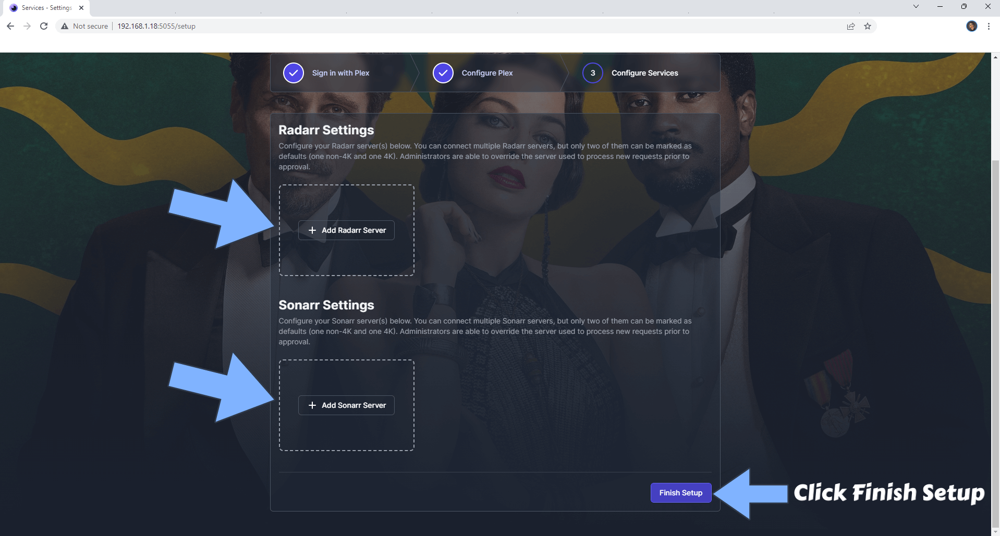 Services - Settings
Not secure
192.168.1.18:5055/setup
Sign in with Plex
Configure Plex
3
Configure Services
Radarr Settings
Configure your Radarr server(s) below. You can connect multiple Radarr servers, but only two of them can be marked as
defaults (one non-4K and one 4K). Administrators are able to override the server used to process new requests prior to
approval.
+ Add Radarr Server
Sonarr Settings
Configure your Sonarr server(s) below. You can connect multiple Sonarr servers, but only two of them can be marked as
defaults (one non-4K and one 4K). Administrators are able to override the server used to process new requests prior to
approval.
+ Add Sonarr Server
Finish Setup
Click Finish Setup